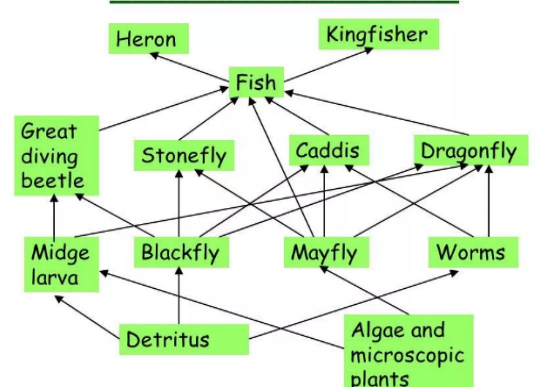 Heron
Kingfisher
Fish
Great
diving
beetle
Stonefly
Caddis
Dragonfly
Midge
larva
Blackfly
Mayfly
Worms
Detritus
Algae and
microscopic
plants